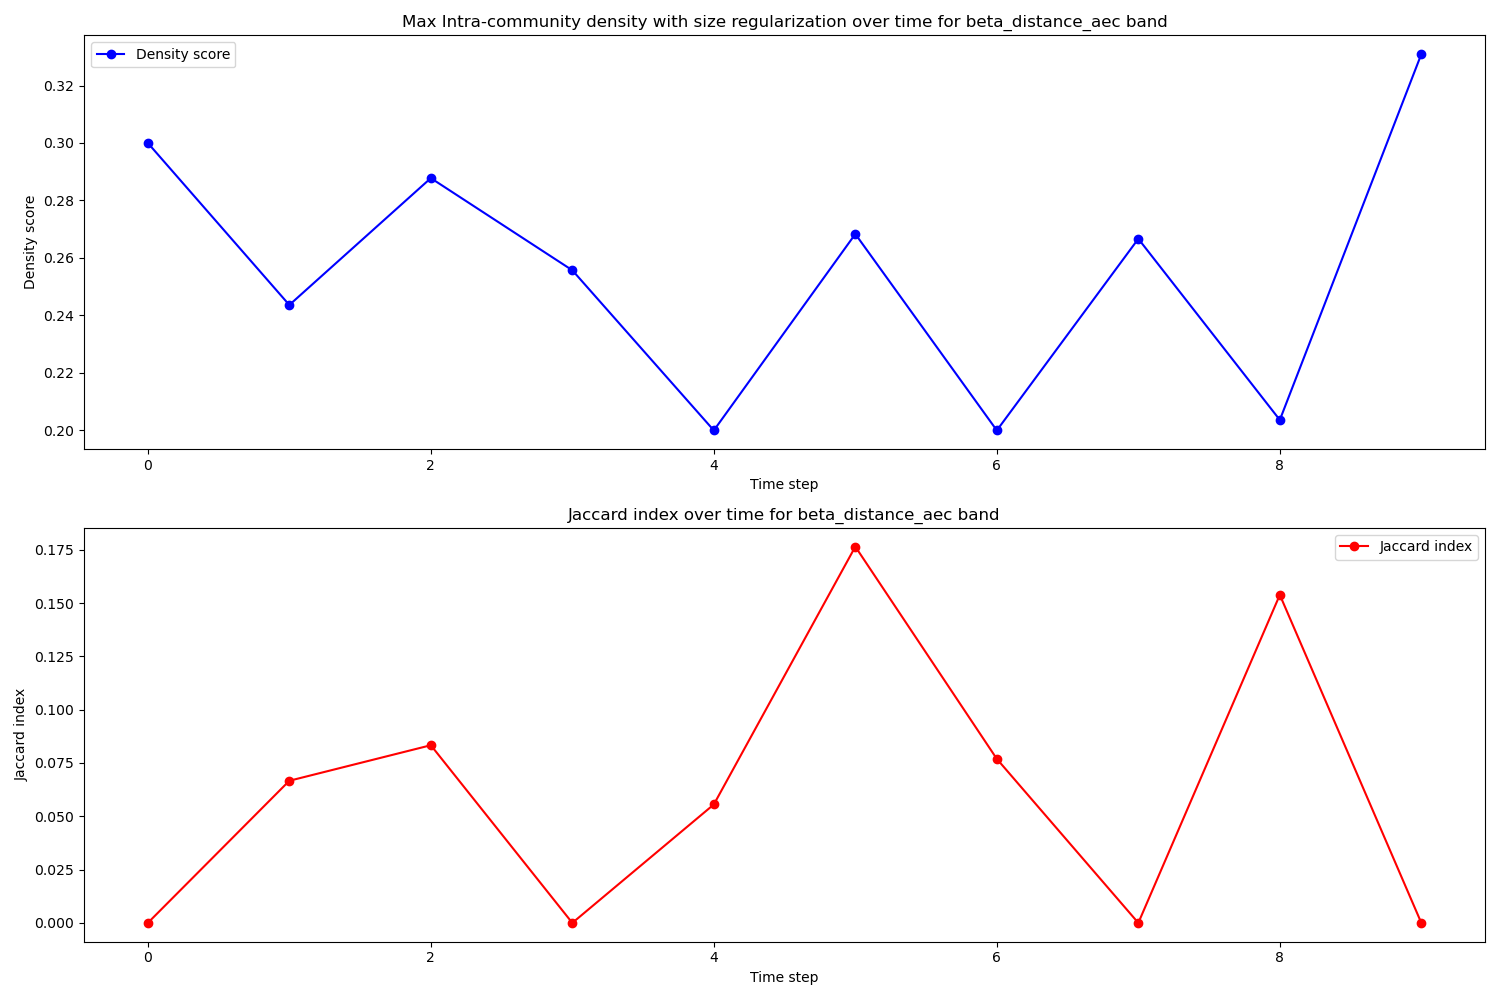 Max Intra-community density with size regularization over time for beta_distance_aec band
Density score
0.32
0.30
0.28
0.26
0.24
0.22
0.20
Density score
0 2 4 6 8
Time step
Jaccard index over time for beta_distance_aec band
Jaccard index
0.175
0.150
0.125
0.100
0.075
0.050
0.025
0.000
Jaccard index
0 2 4 6 8
Time step